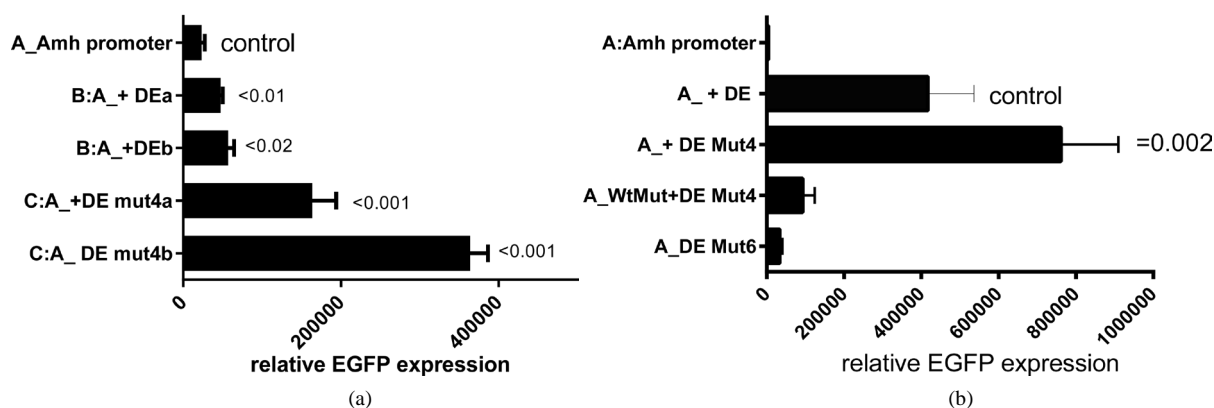 A_Amh promoter
control
B:A_+ DEa
<0.01
B:A_+DEb
<0.02
C:A_+DE mut4a
<0.001
C:A_ DE mut4b
<0.001
0
200000
400000
relative EGFP expression
(a)
A:Amh promoter
A_ + DE
control
A_+ DE Mut4
=0.002
A_WtMut+DE Mut4
A_DE Mut6
0
200000
400000
600000
800000
1000000
relative EGFP expression
(b)